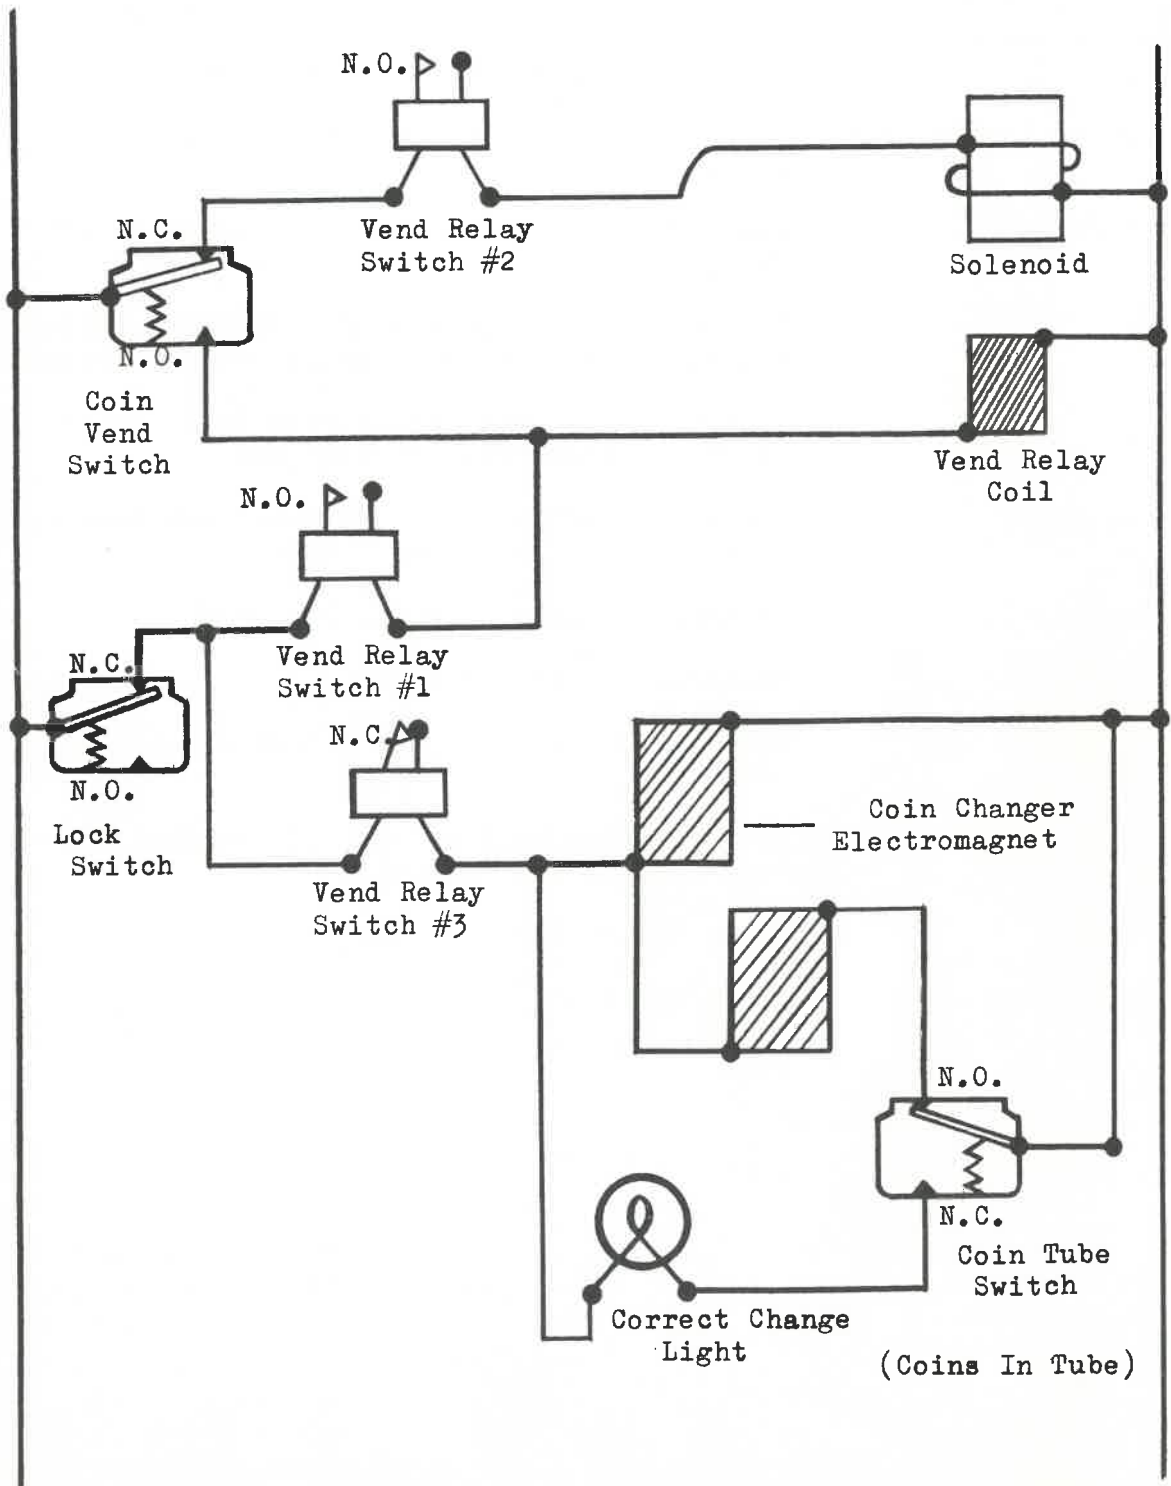 N.O.
Vend Relay
Switch #2
Solenoid
N.C.
N.O.
Coin
Vend
Switch
Vend Relay
Coil
N.O.
Vend Relay
Switch #1
N.C.
N.O.
Lock
Switch
N.C.
Vend Relay
Switch #3
Coin Changer
Electromagnet
N.O.
N.C.
Coin Tube
Switch
Correct Change
Light
(Coins In Tube)